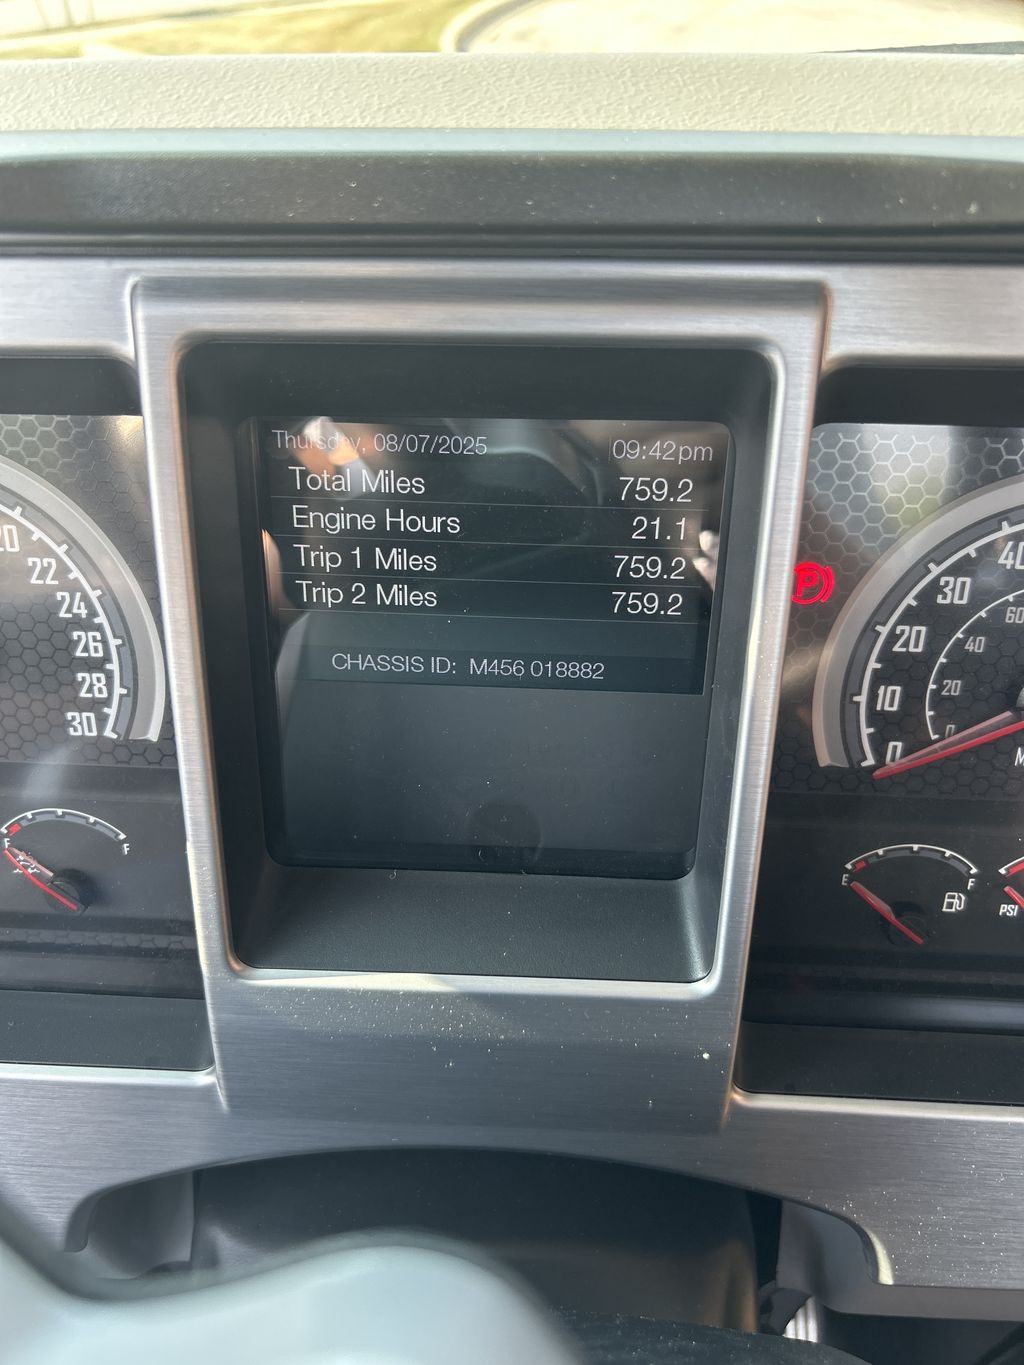 Thursday, 08/07/2025 09:42pm
Total Miles 759.2
Engine Hours 21.1
Trip 1 Miles 759.2
Trip 2 Miles 759.2
CHASSIS ID: M456 018882
20
22
24
26
28
30
F
P
40
30
20
10
0
60
40
20
0
M
E F
PSI